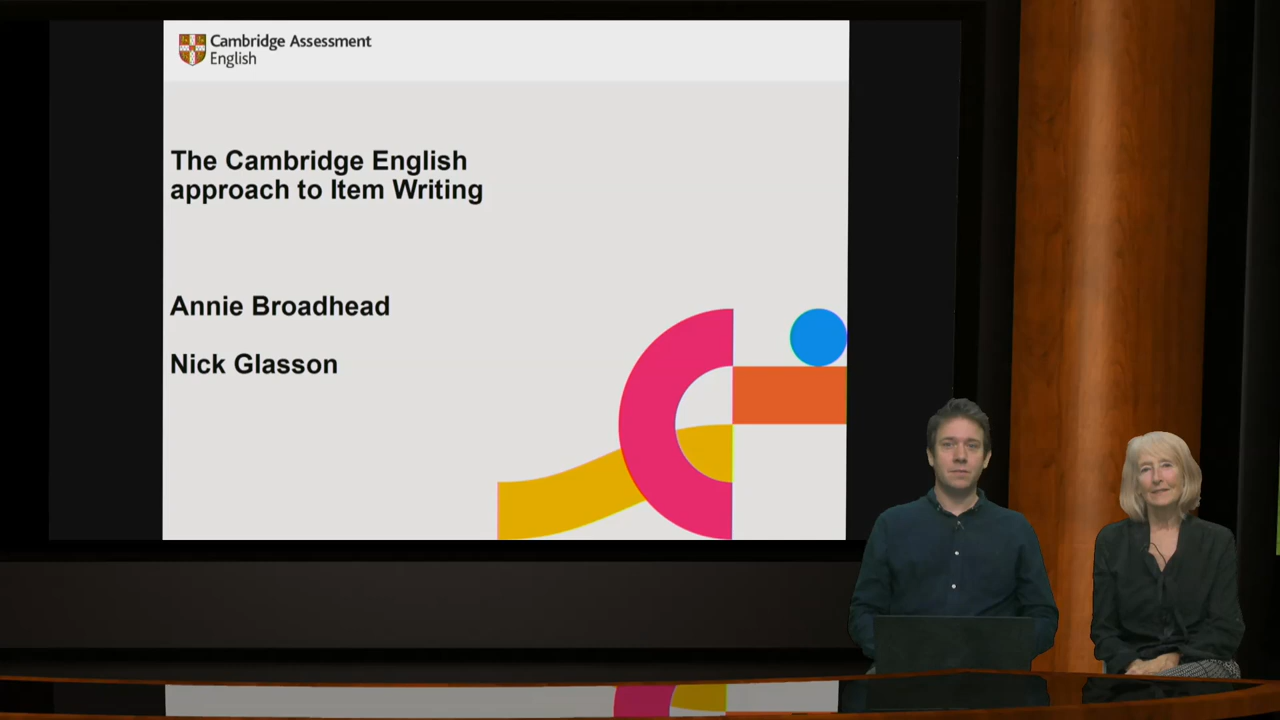 Cambridge Assessment
English
The Cambridge English
approach to Item Writing
Annie Broadhead
Nick Glasson